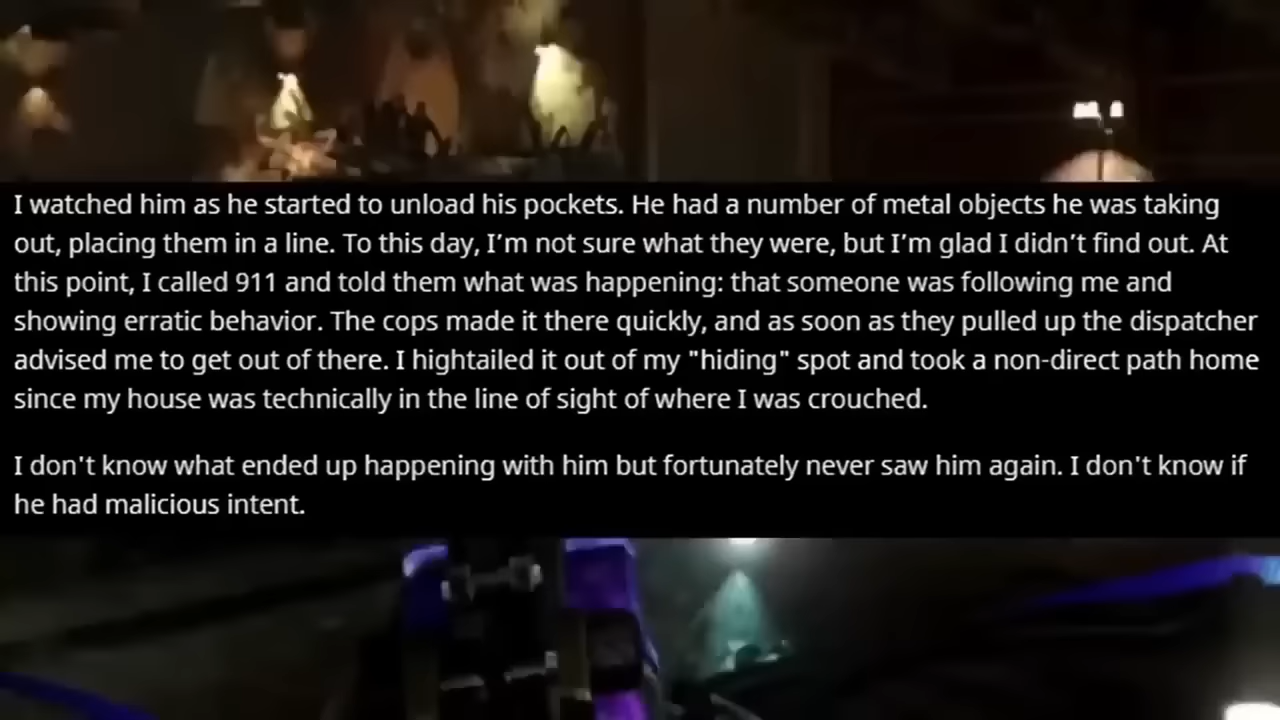 I watched him as he started to unload his pockets. He had a number of metal objects he was taking
out, placing them in a line. To this day, I’m not sure what they were, but I’m glad I didn’t find out. At
this point, I called 911 and told them what was happening: that someone was following me and
showing erratic behavior. The cops made it there quickly, and as soon as they pulled up the dispatcher
advised me to get out of there. I hightailed it out of my "hiding" spot and took a non-direct path home
since my house was technically in the line of sight of where I was crouched.
I don't know what ended up happening with him but fortunately never saw him again. I don't know if
he had malicious intent.